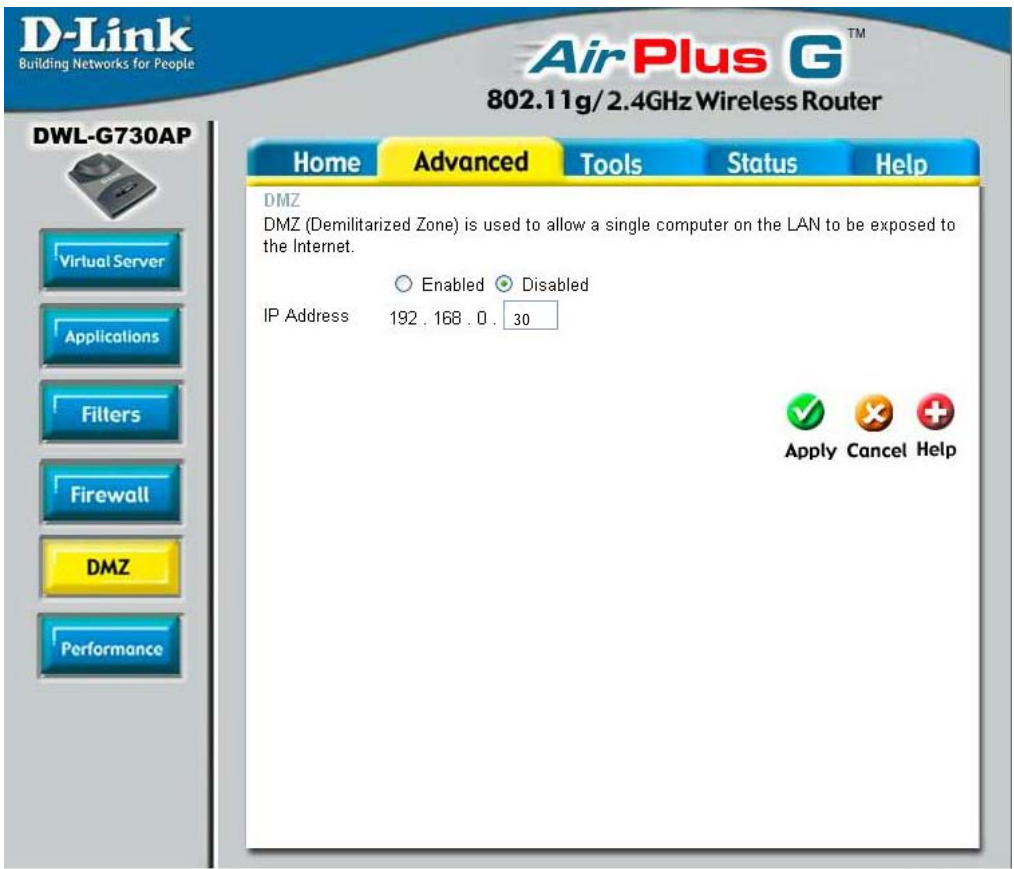 D-Link
Building Networks for People
AirPlus G™
802.11g/2.4GHz Wireless Router
DWL-G730AP
Home Advanced Tools Status Help
Virtual Server
Applications
Filters
Firewall
DMZ
Performance
DMZ
DMZ (Demilitarized Zone) is used to allow a single computer on the LAN to be exposed to
the Internet.
Enabled Disabled
IP Address 192 . 168 . 0 . 30
Apply Cancel Help